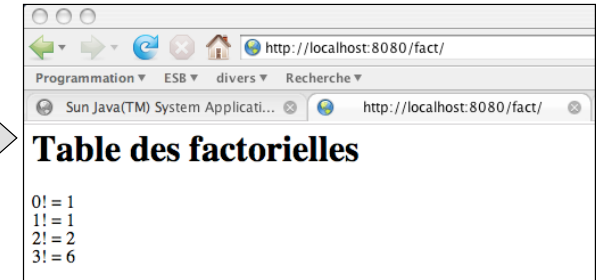 http://localhost:8080/fact/
Programmation ESB divers Recherche
Sun Java(TM) System Applicati... http://localhost:8080/fact/
Table des factorielles
0! = 1
1! = 1
2! = 2
3! = 6